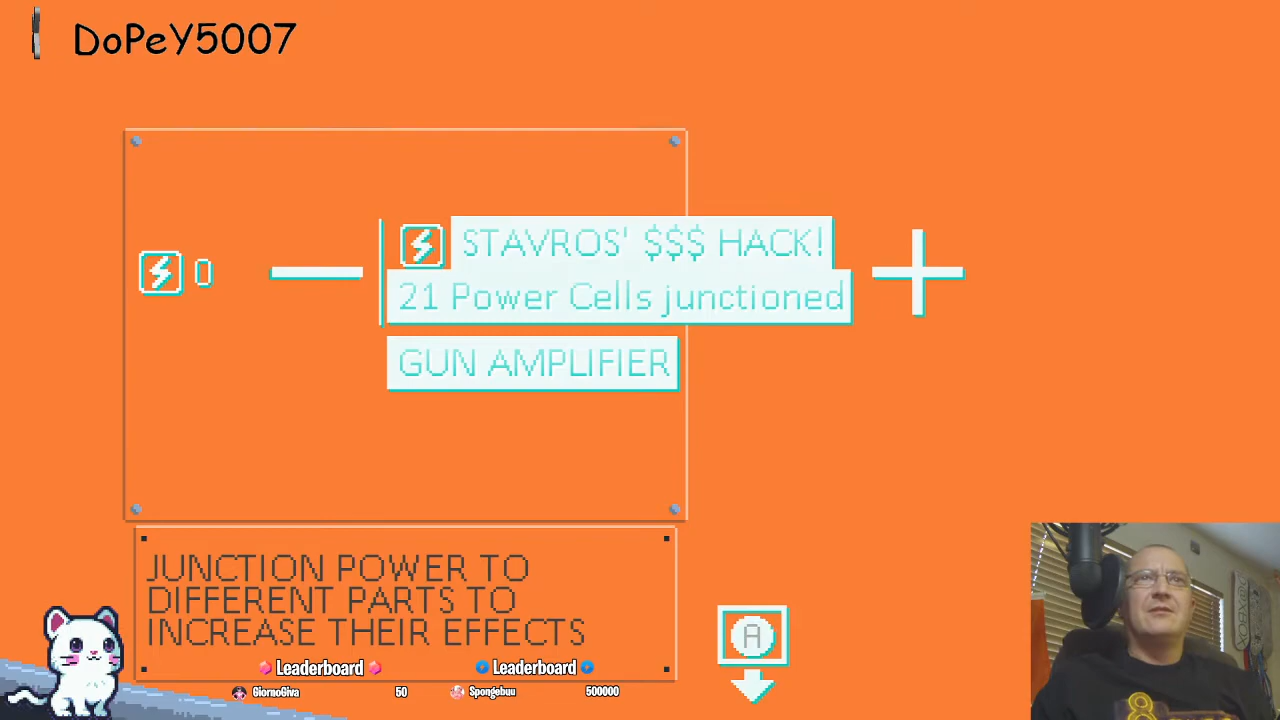 DoPeY5007
STAVROS' $$$ HACK!
0
21 Power Cells junctioned
GUN AMPLIFIER
JUNCTION POWER TO
DIFFERENT PARTS TO
INCREASE THEIR EFFECTS
A
Leaderboard
Leaderboard
GiornoGiva 50
Spongebuu 500000
8